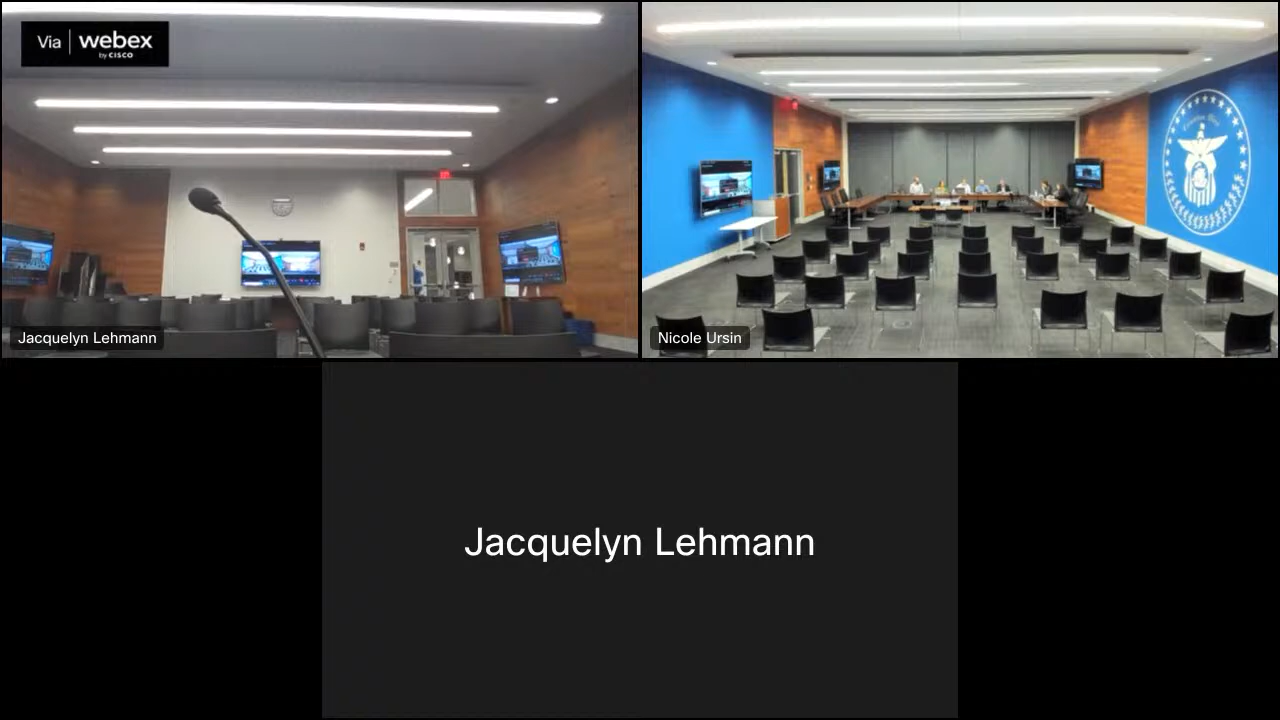 Via | webex
by CISCO
Jacquelyn Lehmann
Nicole Ursin
Jacquelyn Lehmann